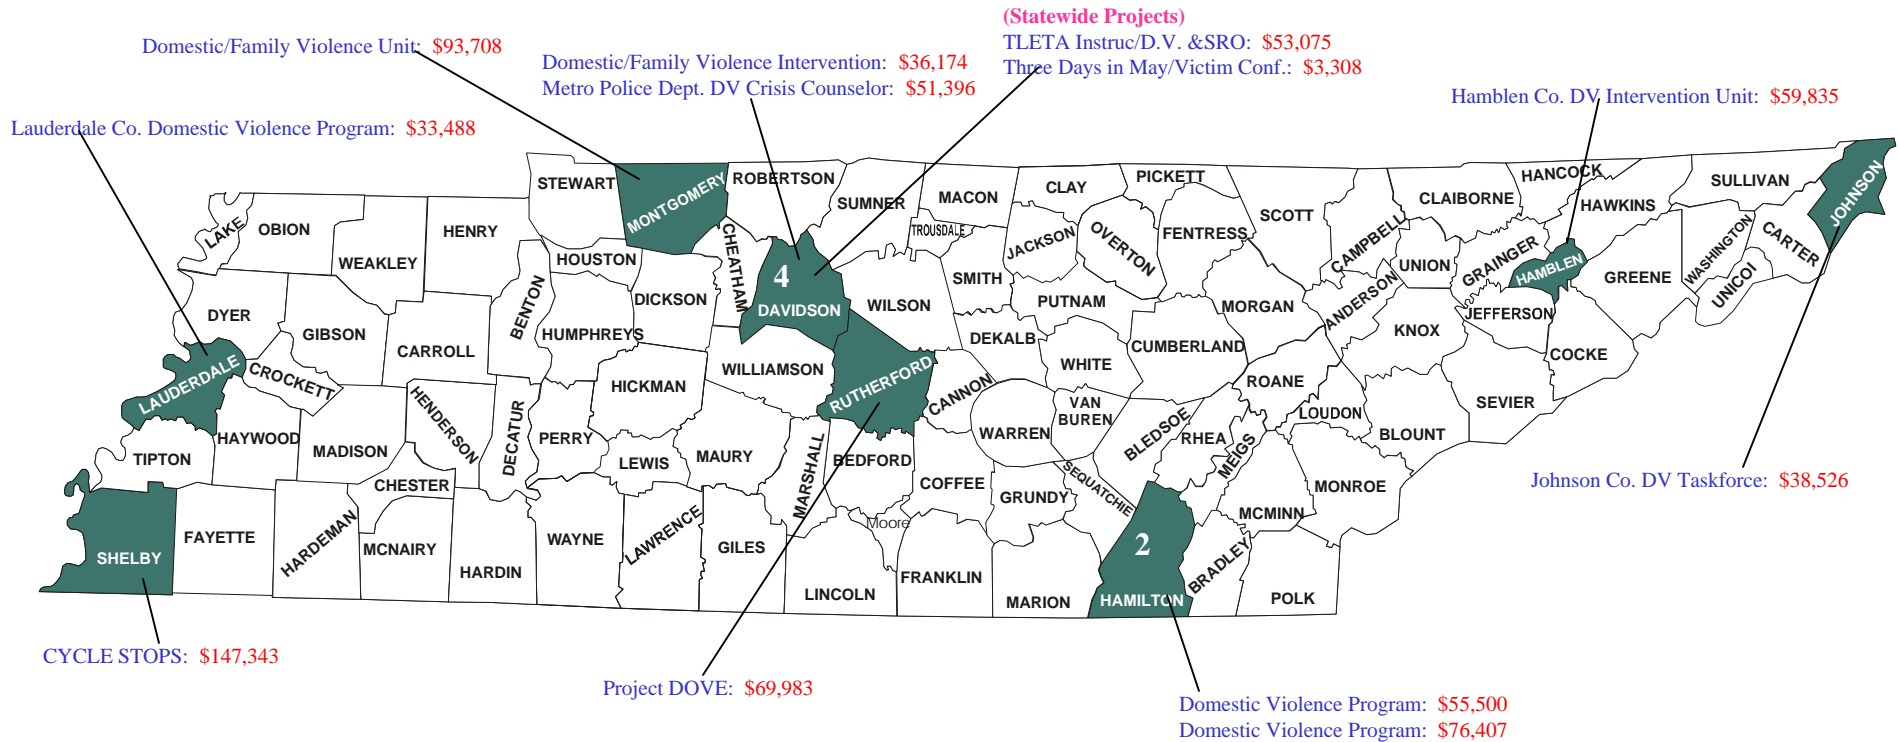 (Statewide Projects)
TLETA Instruc/D.V. &SRO: $53,075
Three Days in May/Victim Conf.: $3,308
Domestic/Family Violence Unit: $93,708
Domestic/Family Violence Intervention: $36,174
Metro Police Dept. DV Crisis Counselor: $51,396
Hamblen Co. DV Intervention Unit: $59,835
Lauderdale Co. Domestic Violence Program: $33,488
LAKE
OBION
WEAKLEY
HENRY
STEWART
MONTGOMERY
ROBERTSON
SUMNER
MACON
TROUSDALE
CLAY
PICKETT
JACKSON
OVERTON
FENTRESS
SCOTT
CAMPBELL
CLAIBORNE
HANCOCK
HAWKINS
SULLIVAN
JOHNSON
CARTER
WASHINGTON
UNICOI
GREENE
HAMBLEN
GRAINGER
UNION
ANDERSON
MORGAN
JEFFERSON
KNOX
COCKE
SEVIER
BLOUNT
LOUDON
ROANE
CUMBERLAND
PUTNAM
WHITE
DEKALB
SMITH
WILSON
4
DAVIDSON
CHEATHAM
HOUSTON
DICKSON
HUMPHREYS
BENTON
CARROLL
GIBSON
DYER
LAUDERDALE
CROCKETT
HAYWOOD
MADISON
HENDERSON
DECATUR
PERRY
HICKMAN
WILLIAMSON
RUTHERFORD
CANNON
WARREN
VAN
BUREN
BLEDSOE
RHEA
MEIGS
MONROE
MCMINN
SEQUATCHIE
GRUNDY
COFFEE
BEDFORD
MARSHALL
MAURY
LEWIS
CHESTER
TIPTON
SHELBY
FAYETTE
HARDEMAN
MCNAIRY
HARDIN
WAYNE
LAWRENCE
GILES
LINCOLN
Moore
FRANKLIN
MARION
2
HAMILTON
BRADLEY
POLK
Johnson Co. DV Taskforce: $38,526
CYCLE STOPS: $147,343
Project DOVE: $69,983
Domestic Violence Program: $55,500
Domestic Violence Program: $76,407